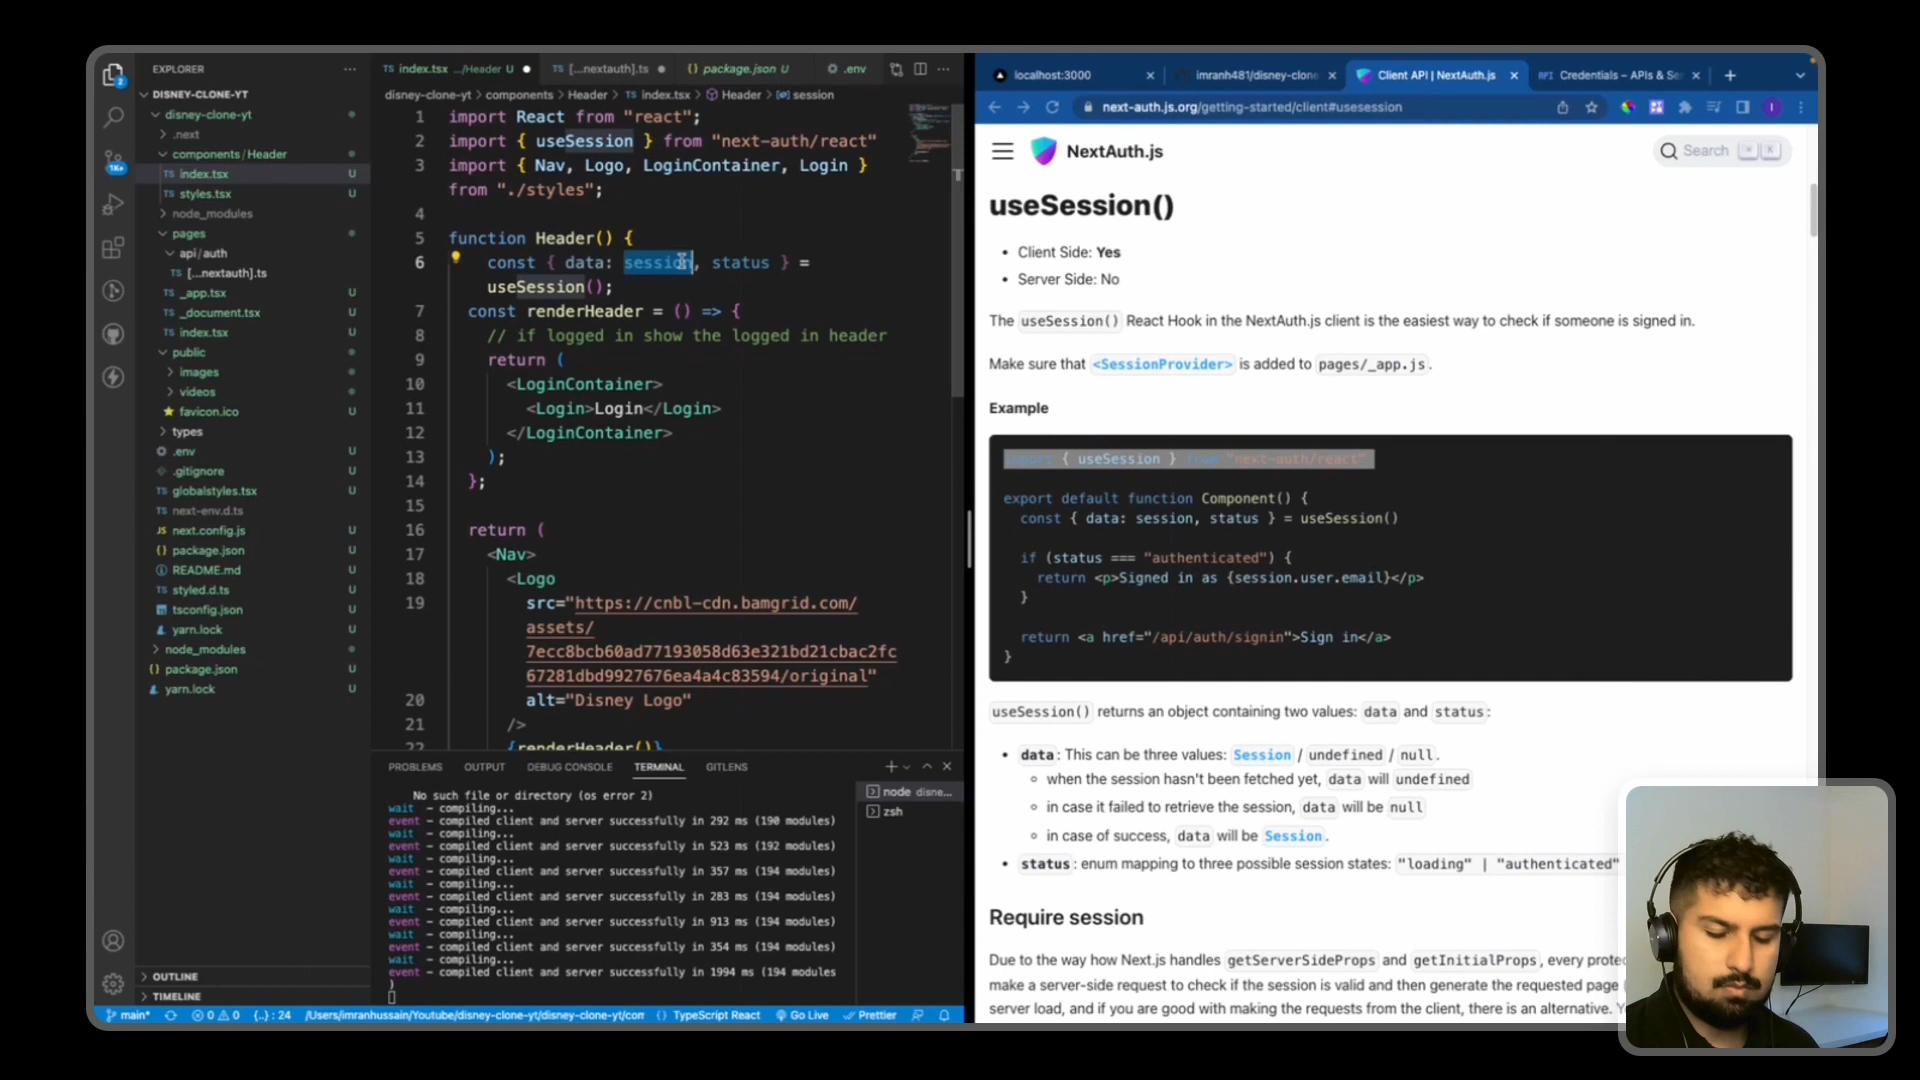 EXPLORER
DISNEY-CLONE-YT
disney-clone-yt
.next
components/Header
index.tsx U
styles.tsx U
node_modules
pages
api/auth
[...nextauth].ts
_app.tsx U
_document.tsx U
index.tsx U
public
images
videos
favicon.ico U
types
.env U
.gitignore U
globalstyles.tsx U
next-env.d.ts
next.config.js U
package.json U
README.md U
styled.d.ts U
tsconfig.json U
yarn.lock U
node_modules
package.json U
yarn.lock U
OUTLINE
TIMELINE
index.tsx .../Header U
[...nextauth].ts
package.json U
.env
disney-clone-yt > components > Header > index.tsx > Header > session
1 import React from "react";
2 import { useSession } from "next-auth/react"
3 import { Nav, Logo, LoginContainer, Login }
from "./styles";
4
5 function Header() {
6 const { data: session, status } =
useSession();
7 const renderHeader = () => {
8 // if logged in show the logged in header
9 return (
10 <LoginContainer>
11 <Login>Login</Login>
12 </LoginContainer>
13 );
14 };
15
16 return (
17 <Nav>
18 <Logo
19 src="https://cnbl-cdn.bamgrid.com/
assets/
7ecc8bcb60ad77193058d63e321bd21cbac2fc
67281dbd9927676ea4a4c83594/original"
20 alt="Disney Logo"
21 />
22 {renderHeader()}
PROBLEMS OUTPUT DEBUG CONSOLE TERMINAL GITLENS
No such file or directory (os error 2)
wait - compiling...
event - compiled client and server successfully in 292 ms (190 modules)
wait - compiling...
event - compiled client and server successfully in 523 ms (192 modules)
wait - compiling...
event - compiled client and server successfully in 357 ms (194 modules)
wait - compiling...
event - compiled client and server successfully in 283 ms (194 modules)
wait - compiling...
event - compiled client and server successfully in 913 ms (194 modules)
wait - compiling...
event - compiled client and server successfully in 354 ms (194 modules)
wait - compiling...
event - compiled client and server successfully in 1994 ms (194 modules
)
node disne...
zsh
main* 0 0 {..} : 24 /Users/imranhussain/Youtube/disney-clone-yt/disney-clone-yt/com {} TypeScript React Go Live Prettier
localhost:3000
imranh481/disney-clone
Client API | NextAuth.js
Credentials – APIs & Se
next-auth.js.org/getting-started/client#usesession
NextAuth.js
Search K
useSession()
• Client Side: Yes
• Server Side: No
The useSession() React Hook in the NextAuth.js client is the easiest way to check if someone is signed in.
Make sure that <SessionProvider> is added to pages/_app.js.
Example
import { useSession } from "next-auth/react"
export default function Component() {
const { data: session, status } = useSession()
if (status === "authenticated") {
return <p>Signed in as {session.user.email}</p>
}
return <a href="/api/auth/signin">Sign in</a>
}
useSession() returns an object containing two values: data and status:
• data: This can be three values: Session / undefined / null.
when the session hasn't been fetched yet, data will undefined
in case it failed to retrieve the session, data will be null
in case of success, data will be Session.
• status: enum mapping to three possible session states: "loading" | "authenticated"
Require session
Due to the way how Next.js handles getServerSideProps and getInitialProps, every prote
make a server-side request to check if the session is valid and then generate the requested page (
server load, and if you are good with making the requests from the client, there is an alternative. Y